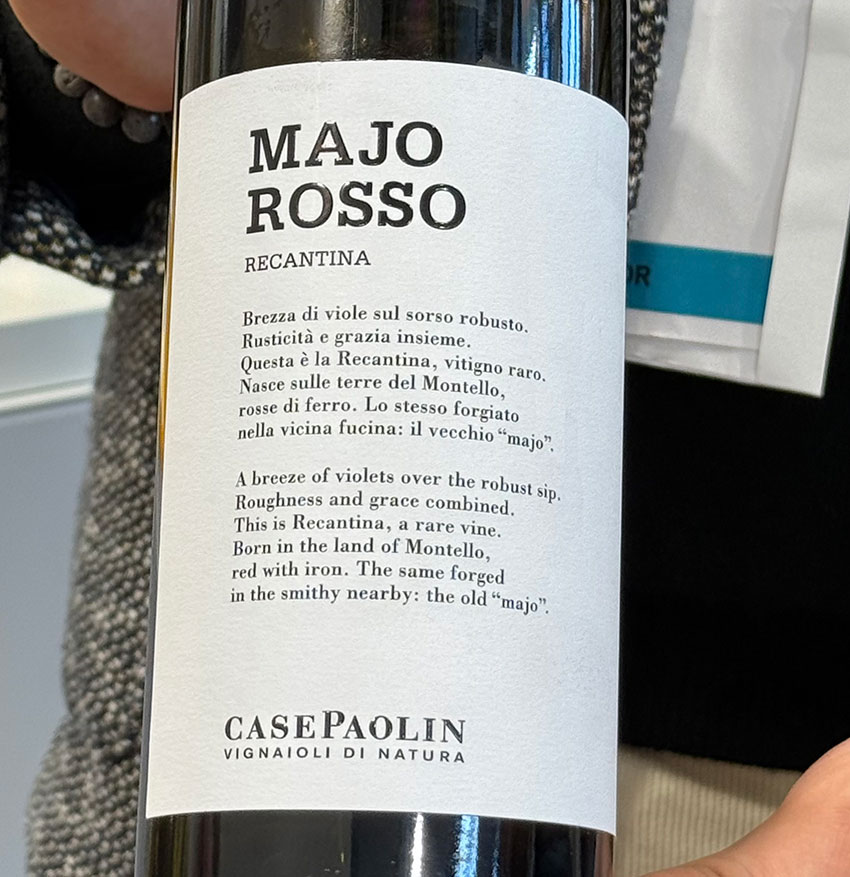 MAJO
ROSSO
RECANTINA
Brezza di viole sul sorso robusto.
Rusticità e grazia insieme.
Questa è la Recantina, vitigno raro.
Nasce sulle terre del Montello,
rosse di ferro. Lo stesso forgiato
nella vicina fucina: il vecchio “majo”.
A breeze of violets over the robust sip.
Roughness and grace combined.
This is Recantina, a rare vine.
Born in the land of Montello,
red with iron. The same forged
in the smithy nearby: the old “majo”.
CASEPAOLIN
VIGNAIOLI DI NATURA